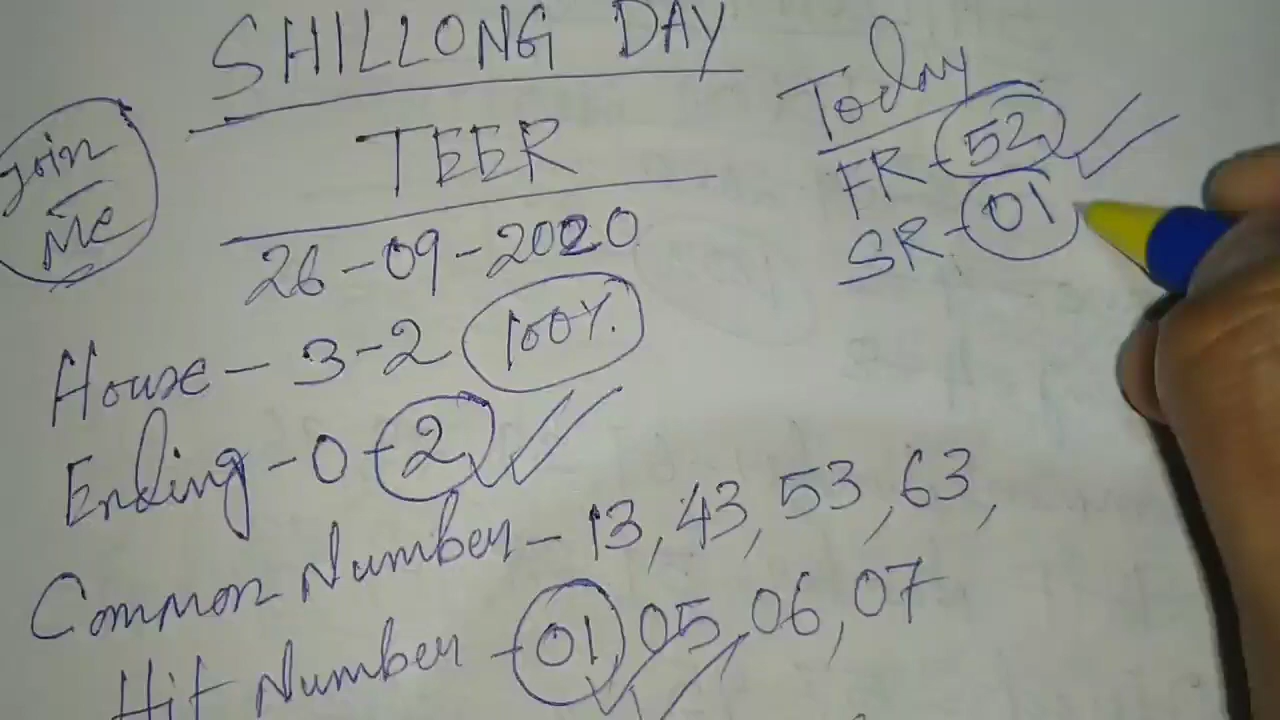 SHILLONG DAY
TEER
26-09-2020
Join
Me
Today
FR-52
SR-01
House-3-2 100%.
Ending-0-2
Common Number-13,43,53,63,
Hit Number-01,05,06,07